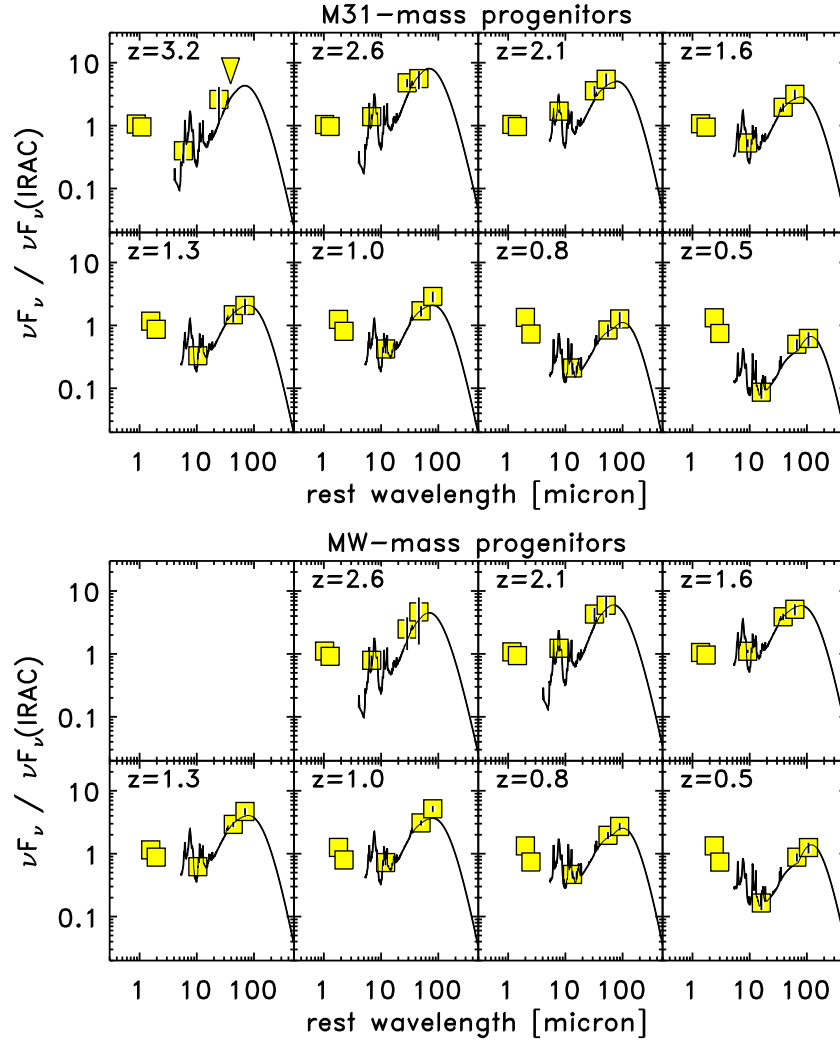 M31-mass progenitors
z=3.2 z=2.6 z=2.1 z=1.6
10
1
0.1
z=1.3 z=1.0 z=0.8 z=0.5
10
1
0.1
νFν / νFν(IRAC)
1 10 100 1 10 100 1 10 100 1 10 100
rest wavelength [micron]
MW-mass progenitors
z=2.6 z=2.1 z=1.6
10
1
0.1
z=1.3 z=1.0 z=0.8 z=0.5
10
1
0.1
νFν / νFν(IRAC)
1 10 100 1 10 100 1 10 100 1 10 100
rest wavelength [micron]